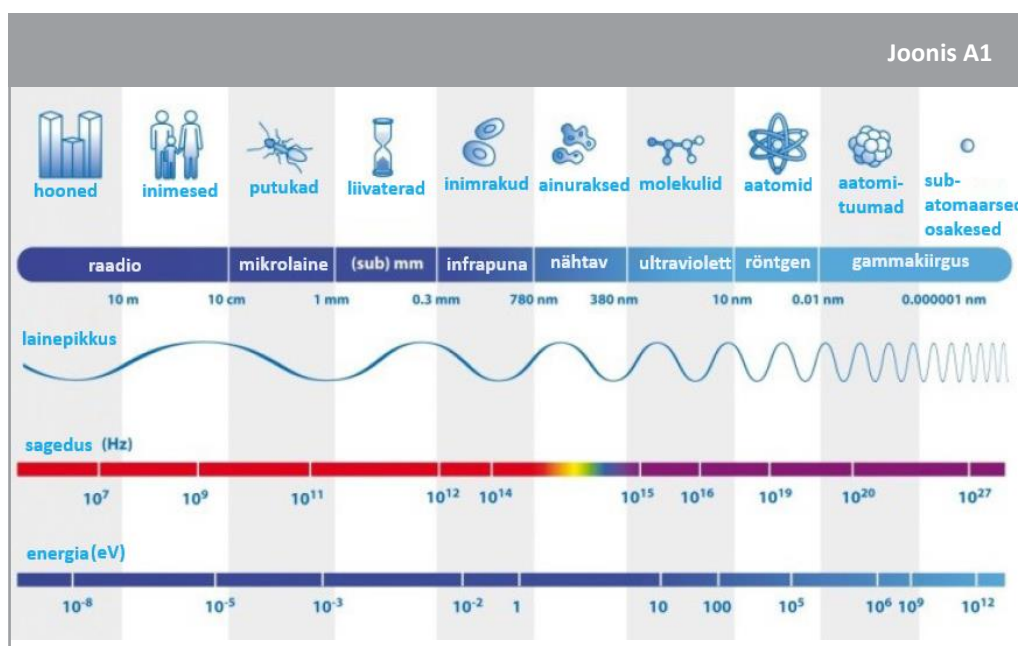 Joonis A1
hooned
inimesed
putukad
liivaterad
inimrakud
ainuraksed
molekulid
aatomid
aatomi-
tuumad
sub-
atomaarsed
osakesed
raadio
mikrolaine
(sub) mm
infrapuna
nähtav
ultraviolett
röntgen
gammakiirgus
10 m
10 cm
1 mm
0.3 mm
780 nm
380 nm
10 nm
0.01 nm
0.000001 nm
lainepikkus
sagedus (Hz)
10⁷
10⁹
10¹¹
10¹²
10¹⁴
10¹⁵
10¹⁶
10¹⁹
10²⁰
10²⁷
energia (eV)
10⁻⁸
10⁻⁵
10⁻³
10⁻²
1
10
100
10⁵
10⁶
10⁹
10¹²